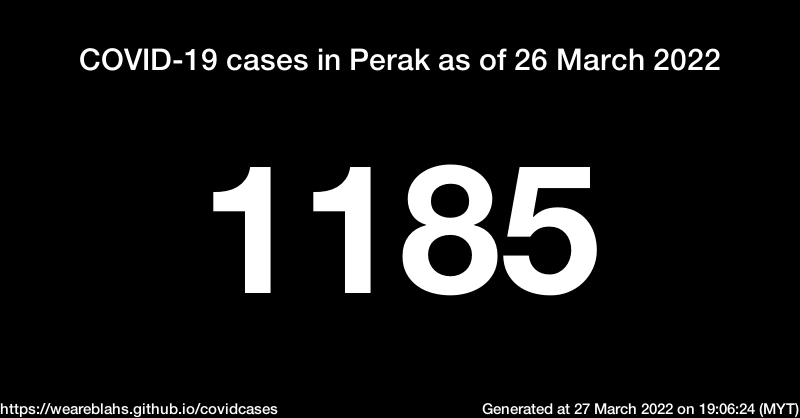 COVID-19 cases in Perak as of 26 March 2022
1185
https://weareblahs.github.io/covidcases
Generated at 27 March 2022 on 19:06:24 (MYT)